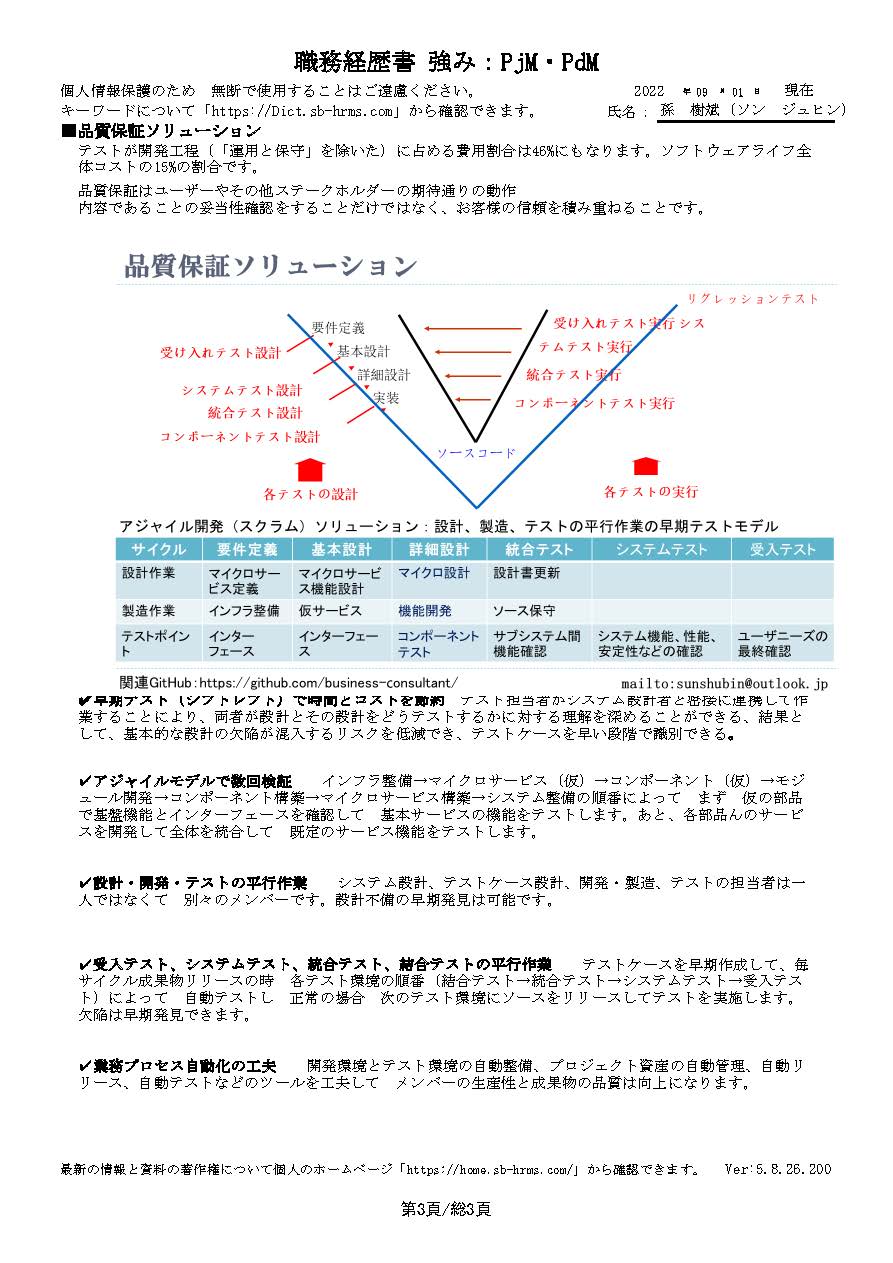 職務経歴書 強み：PjM・PdM
個人情報保護のため　無断で使用することはご遠慮ください。　2022 年 09 月 01 日 現在
キーワードについて「https://Dict.sb-hrms.com」から確認できます。　氏名： 孫　樹斌（ソン　ジュヒン）
■品質保証ソリューション
テストが開発工程（「運用と保守」を除いた）に占める費用割合は46%にもなります。ソフトウェアライフ全
体コストの15%の割合です。
品質保証はユーザーやその他ステークホルダーの期待通りの動作
内容であることの妥当性確認をすることだけではなく、お客様の信頼を積み重ねることです。
品質保証ソリューション
リグレッションテスト
要件定義
受け入れテスト実行 シス
受け入れテスト設計
基本設計
テムテスト実行
詳細設計
統合テスト実行
システムテスト設計
実装
コンポーネントテスト実行
統合テスト設計
コンポーネントテスト設計
ソースコード
各テストの設計
各テストの実行
アジャイル開発（スクラム）ソリューション：設計、製造、テストの平行作業の早期テストモデル
サイクル 要件定義 基本設計 詳細設計 統合テスト システムテスト 受入テスト
設計作業 マイクロサー マイクロサービ マイクロ設計 設計書更新
ビス定義 ス機能設計
製造作業 インフラ整備 仮サービス 機能開発 ソース保守
テストポイン インター インターフェー コンポーネント サブシステム間 システム機能、性能、 ユーザニーズの
ト フェース ス テスト 機能確認 安定性などの確認 最終確認
関連GitHub：https://github.com/business-consultant/ mailto:sunshubin@outlook.jp
✔早期テスト（シフトレフト）で時間とコストを節約　テスト担当者がシステム設計者と密接に連携して作
業することにより、両者が設計とその設計をどうテストするかに対する理解を深めることができる、結果と
して、基本的な設計の欠陥が混入するリスクを低減でき、テストケースを早い段階で識別できる。
✔アジャイルモデルで数回検証　　インフラ整備→マイクロサービス（仮）→コンポーネント（仮）→モジ
ュール開発→コンポーネント構築→マイクロサービス構築→システム整備の順番によって　まず　仮の部品
で基盤機能とインターフェースを確認して　基本サービスの機能をテストします。あと、各部品んのサービ
スを開発して全体を統合して　既定のサービス機能をテストします。
✔設計・開発・テストの平行作業　　システム設計、テストケース設計、開発・製造、テストの担当者は一
人ではなくて　別々のメンバーです。設計不備の早期発見は可能です。
✔受入テスト、システムテスト、統合テスト、結合テストの平行作業　　テストケースを早期作成して、毎
サイクル成果物リリースの時　各テスト環境の順番（結合テスト→統合テスト→システムテスト→受入テス
ト）によって　自動テストし　正常の場合　次のテスト環境にソースをリリースしてテストを実施します。
欠陥は早期発見できます。
✔業務プロセス自動化の工夫　　開発環境とテスト環境の自動整備、プロジェクト資産の自動管理、自動リ
リース、自動テストなどのツールを工夫して　メンバーの生産性と成果物の品質は向上になります。
最新の情報と資料の著作権について個人のホームページ「https://home.sb-hrms.com/」から確認できます。　Ver:5.8.26.200
第3頁/総3頁